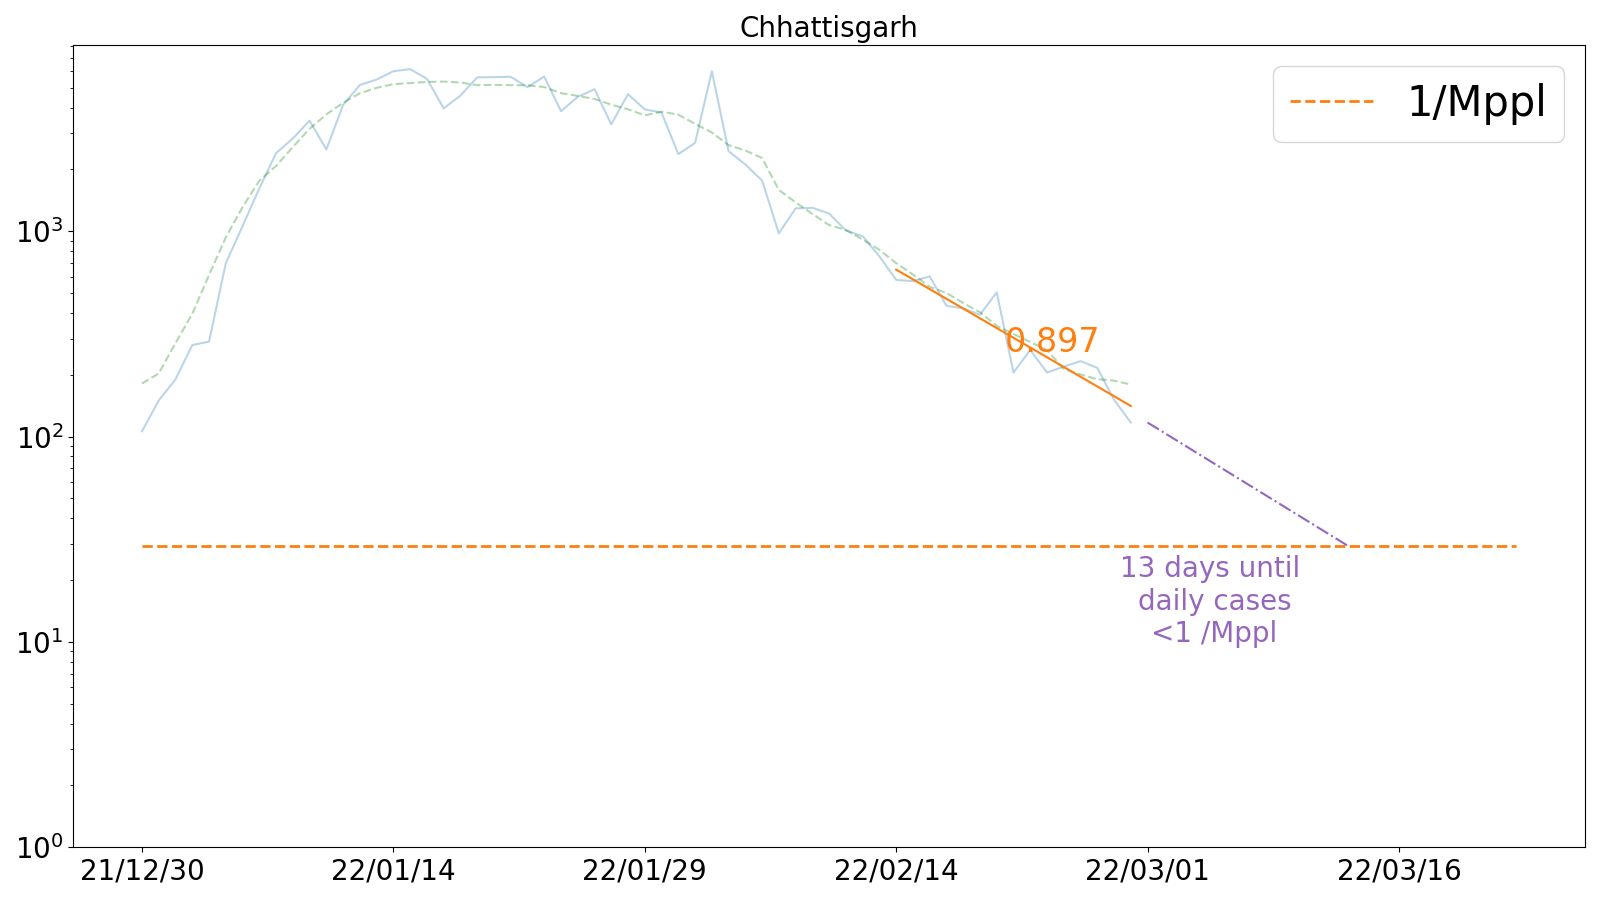 Chhattisgarh
1/Mppl
10³
0.897
10²
13 days until
daily cases
<1 /Mppl
10¹
10⁰
21/12/30 22/01/14 22/01/29 22/02/14 22/03/01 22/03/16